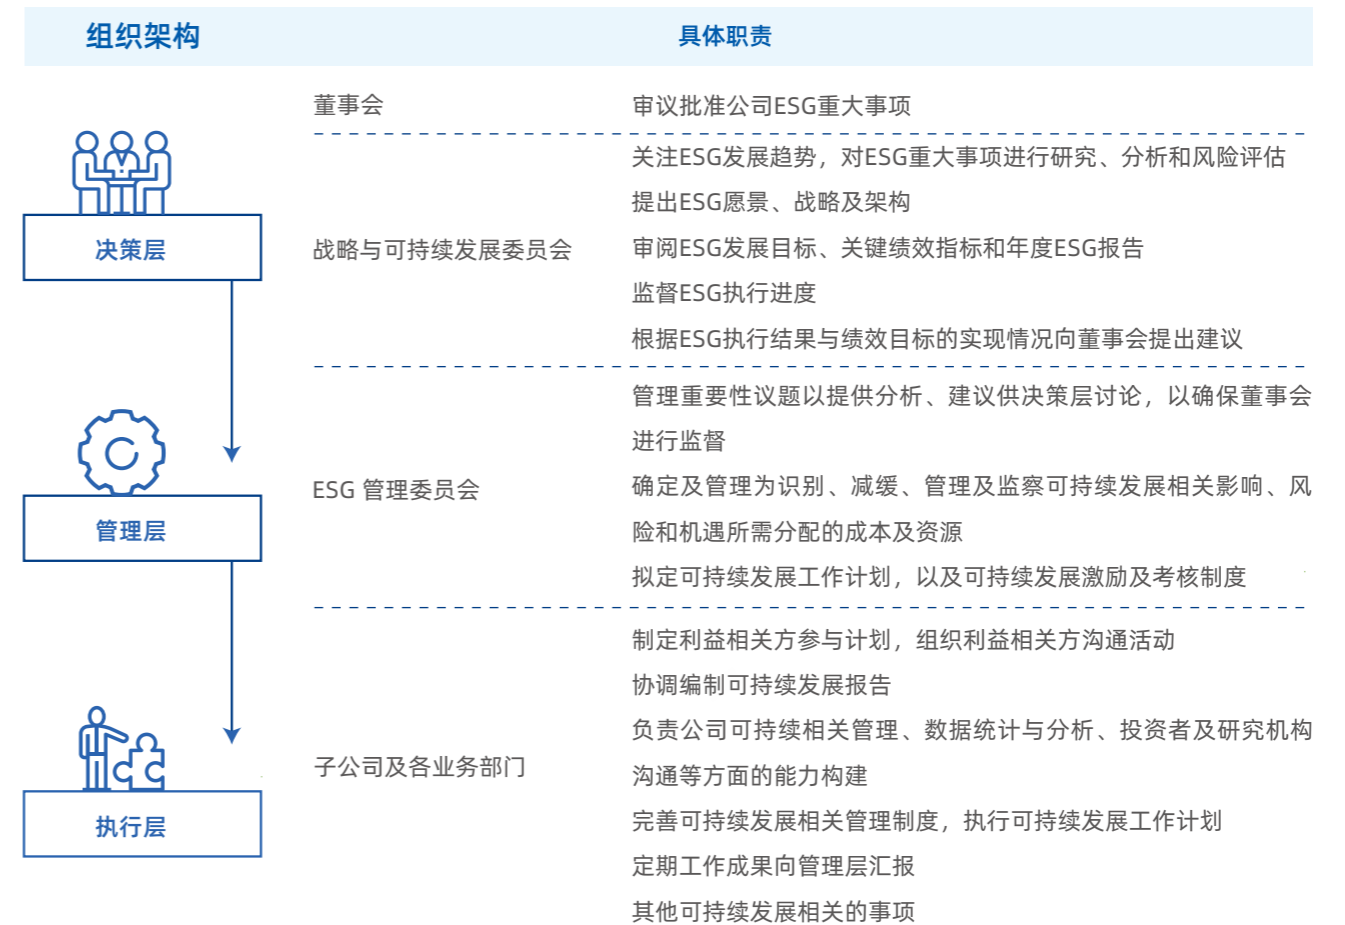 组织架构
具体职责
董事会
审议批准公司ESG重大事项
决策层
战略与可持续发展委员会
关注ESG发展趋势，对ESG重大事项进行研究、分析和风险评估
提出ESG愿景、战略及架构
审阅ESG发展目标、关键绩效指标和年度ESG报告
监督ESG执行进度
根据ESG执行结果与绩效目标的实现情况向董事会提出建议
管理层
ESG 管理委员会
管理重要性议题以提供分析、建议供决策层讨论，以确保董事会
进行监督
确定及管理为识别、减缓、管理及监察可持续发展相关影响、风
险和机遇所需分配的成本及资源
拟定可持续发展工作计划，以及可持续发展激励及考核制度
执行层
子公司及各业务部门
制定利益相关方参与计划，组织利益相关方沟通活动
协调编制可持续发展报告
负责公司可持续相关管理、数据统计与分析、投资者及研究机构
沟通等方面的能力构建
完善可持续发展相关管理制度，执行可持续发展工作计划
定期工作成果向管理层汇报
其他可持续发展相关的事项